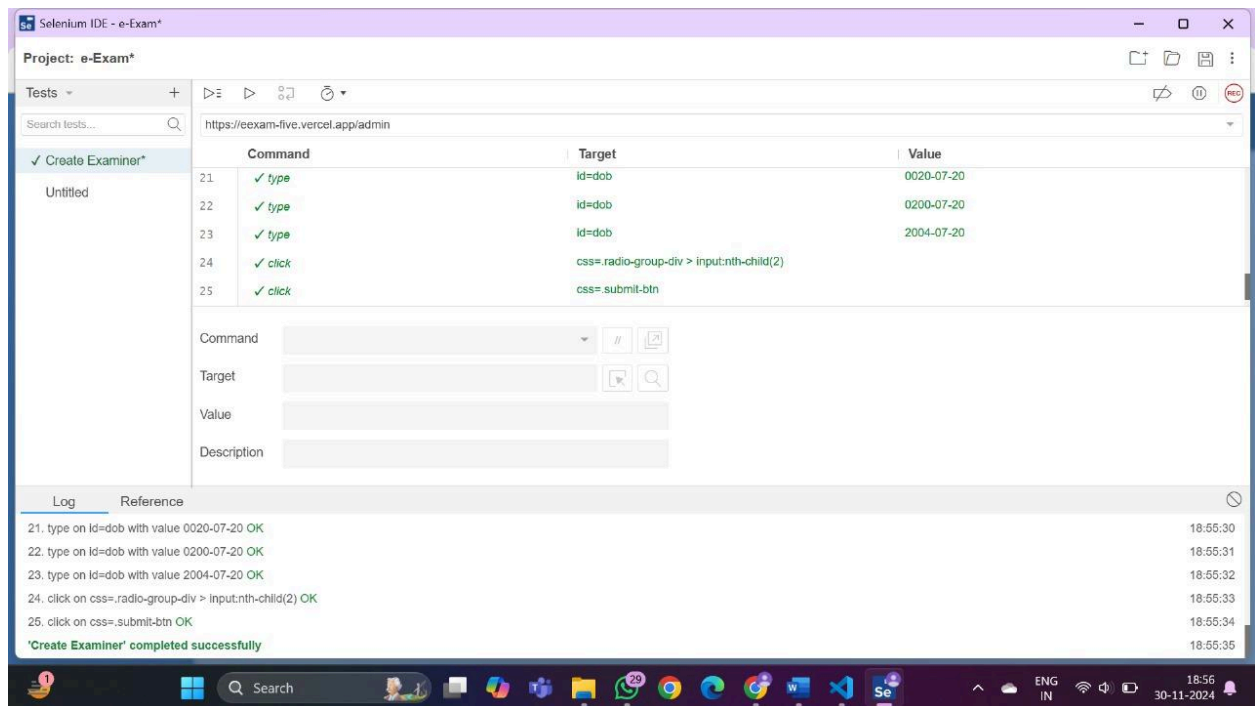 Se Selenium IDE - e-Exam*
Project: e-Exam*
Tests
Search tests...
✓ Create Examiner*
Untitled
REC
https://eexam-five.vercel.app/admin
Command Target Value
21 ✓ type id=dob 0020-07-20
22 ✓ type id=dob 0200-07-20
23 ✓ type id=dob 2004-07-20
24 ✓ click css=.radio-group-div > input:nth-child(2)
25 ✓ click css=.submit-btn
Command //
Target
Value
Description
Log Reference
21. type on id=dob with value 0020-07-20 OK 18:55:30
22. type on id=dob with value 0200-07-20 OK 18:55:31
23. type on id=dob with value 2004-07-20 OK 18:55:32
24. click on css=.radio-group-div > input:nth-child(2) OK 18:55:33
25. click on css=.submit-btn OK 18:55:34
'Create Examiner' completed successfully 18:55:35
1 Search 29 Se ENG 18:56
IN 30-11-2024